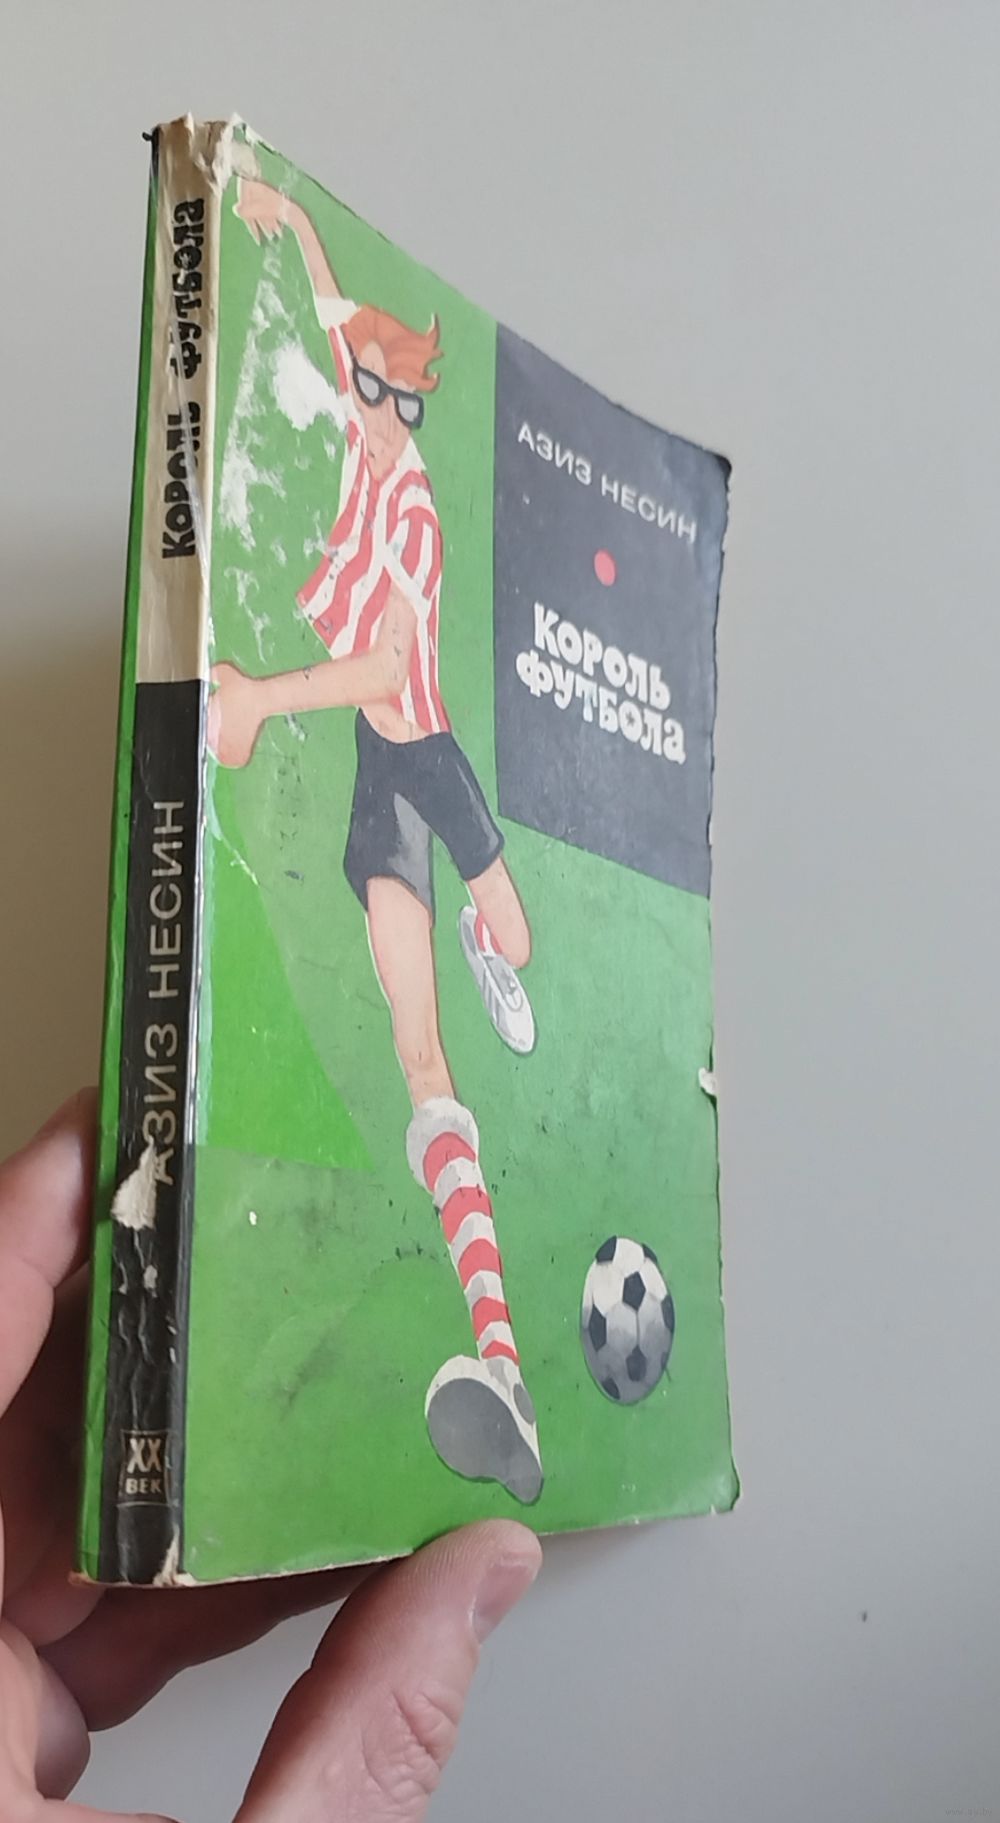 Король футбола
АЗИЗ НЕСИН
XX
ВЕК
АЗИЗ НЕСИН
Король
футбола